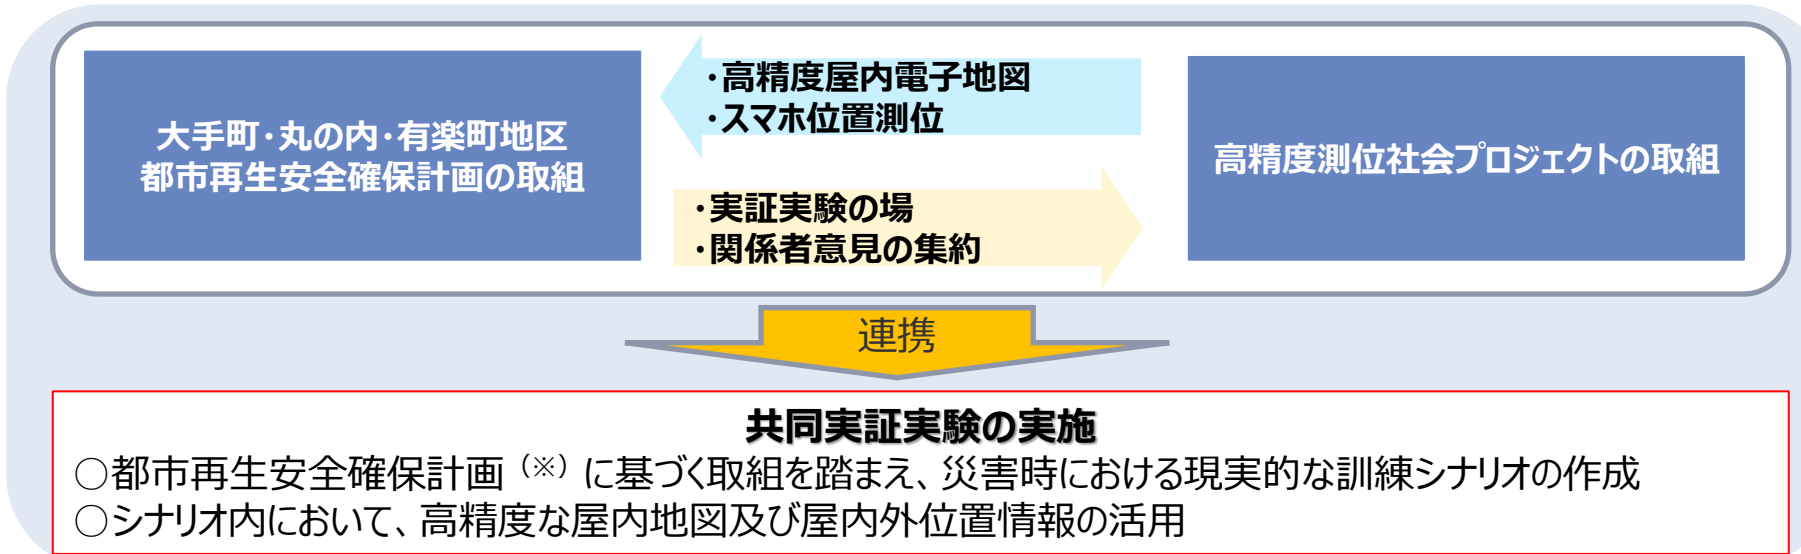 大手町・丸の内・有楽町地区
都市再生安全確保計画の取組
・高精度屋内電子地図
・スマホ位置測位
・実証実験の場
・関係者意見の集約
高精度測位社会プロジェクトの取組
連携
共同実証実験の実施
○都市再生安全確保計画（※）に基づく取組を踏まえ、災害時における現実的な訓練シナリオの作成
○シナリオ内において、高精度な屋内地図及び屋内外位置情報の活用